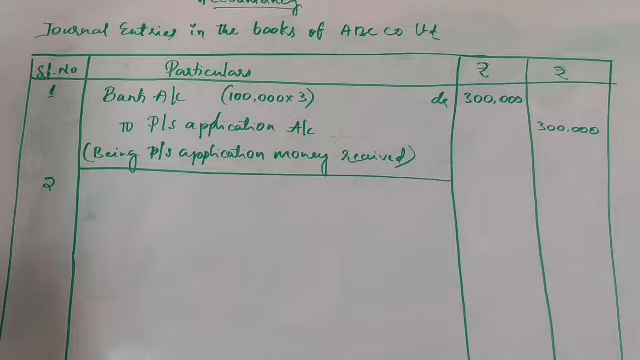 Accountancy
Journal Entries in the books of ABC co Ltd
Sl.No Particulars ₹ ₹
1 Bank A/c (100,000×3) dr 300,000
To P/s application A/c 300.000
(Being P/s application money received)
2